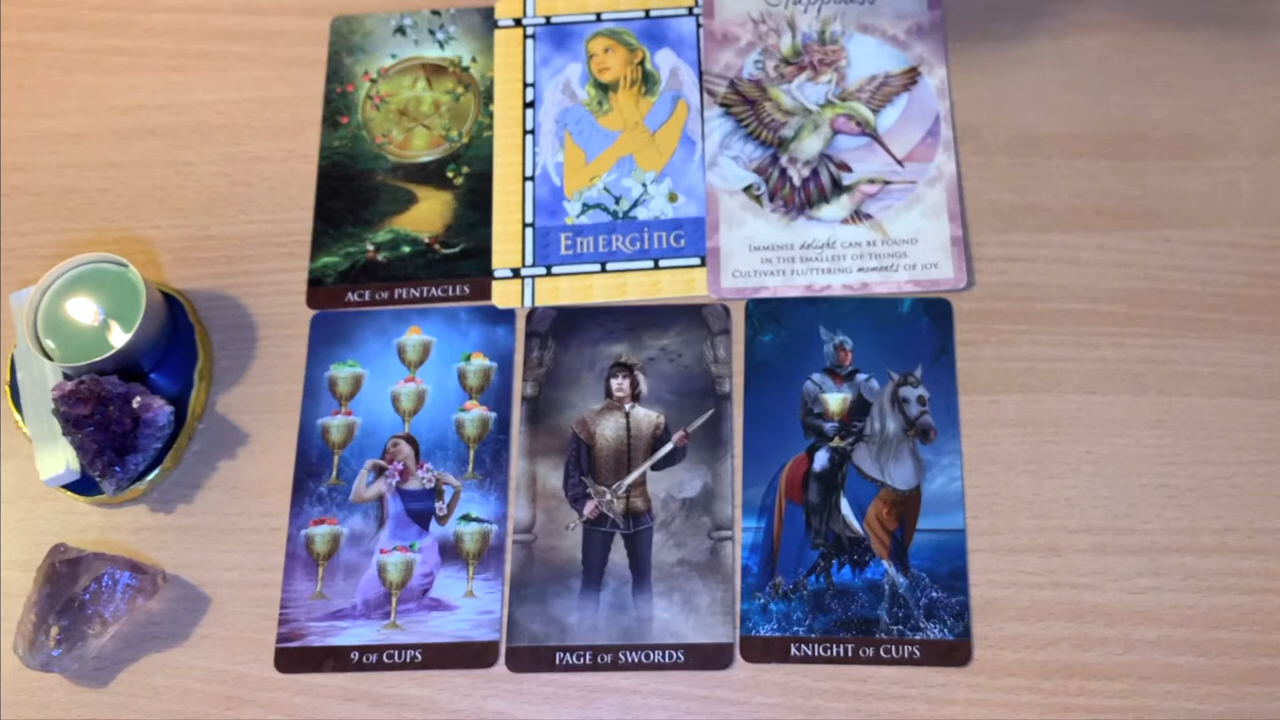 Happiness
ACE OF PENTACLES
EMERGING
IMMENSE delight CAN BE FOUND
IN THE SMALLEST OF THINGS.
CULTIVATE FLUTTERING moments OF JOY.
9 OF CUPS
PAGE OF SWORDS
KNIGHT OF CUPS